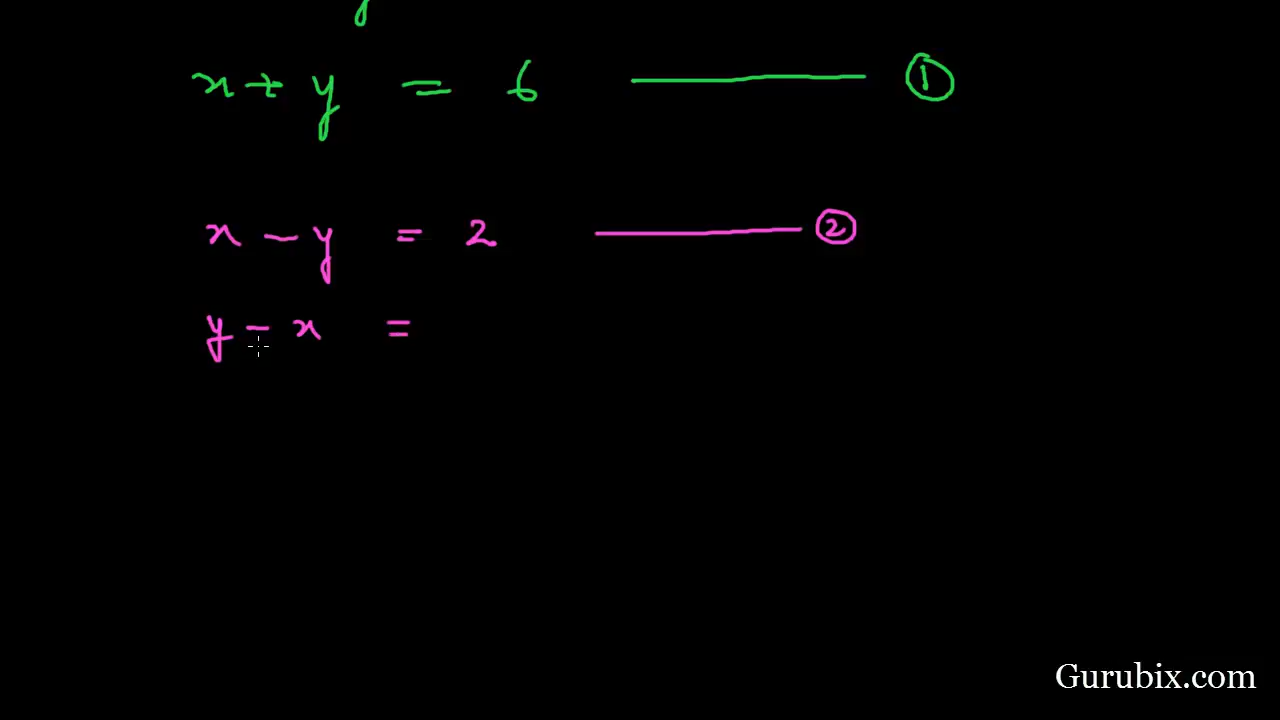 y
x + y = 6 ——— ①
x - y = 2 ——— ②
y - x =
Gurubix.com